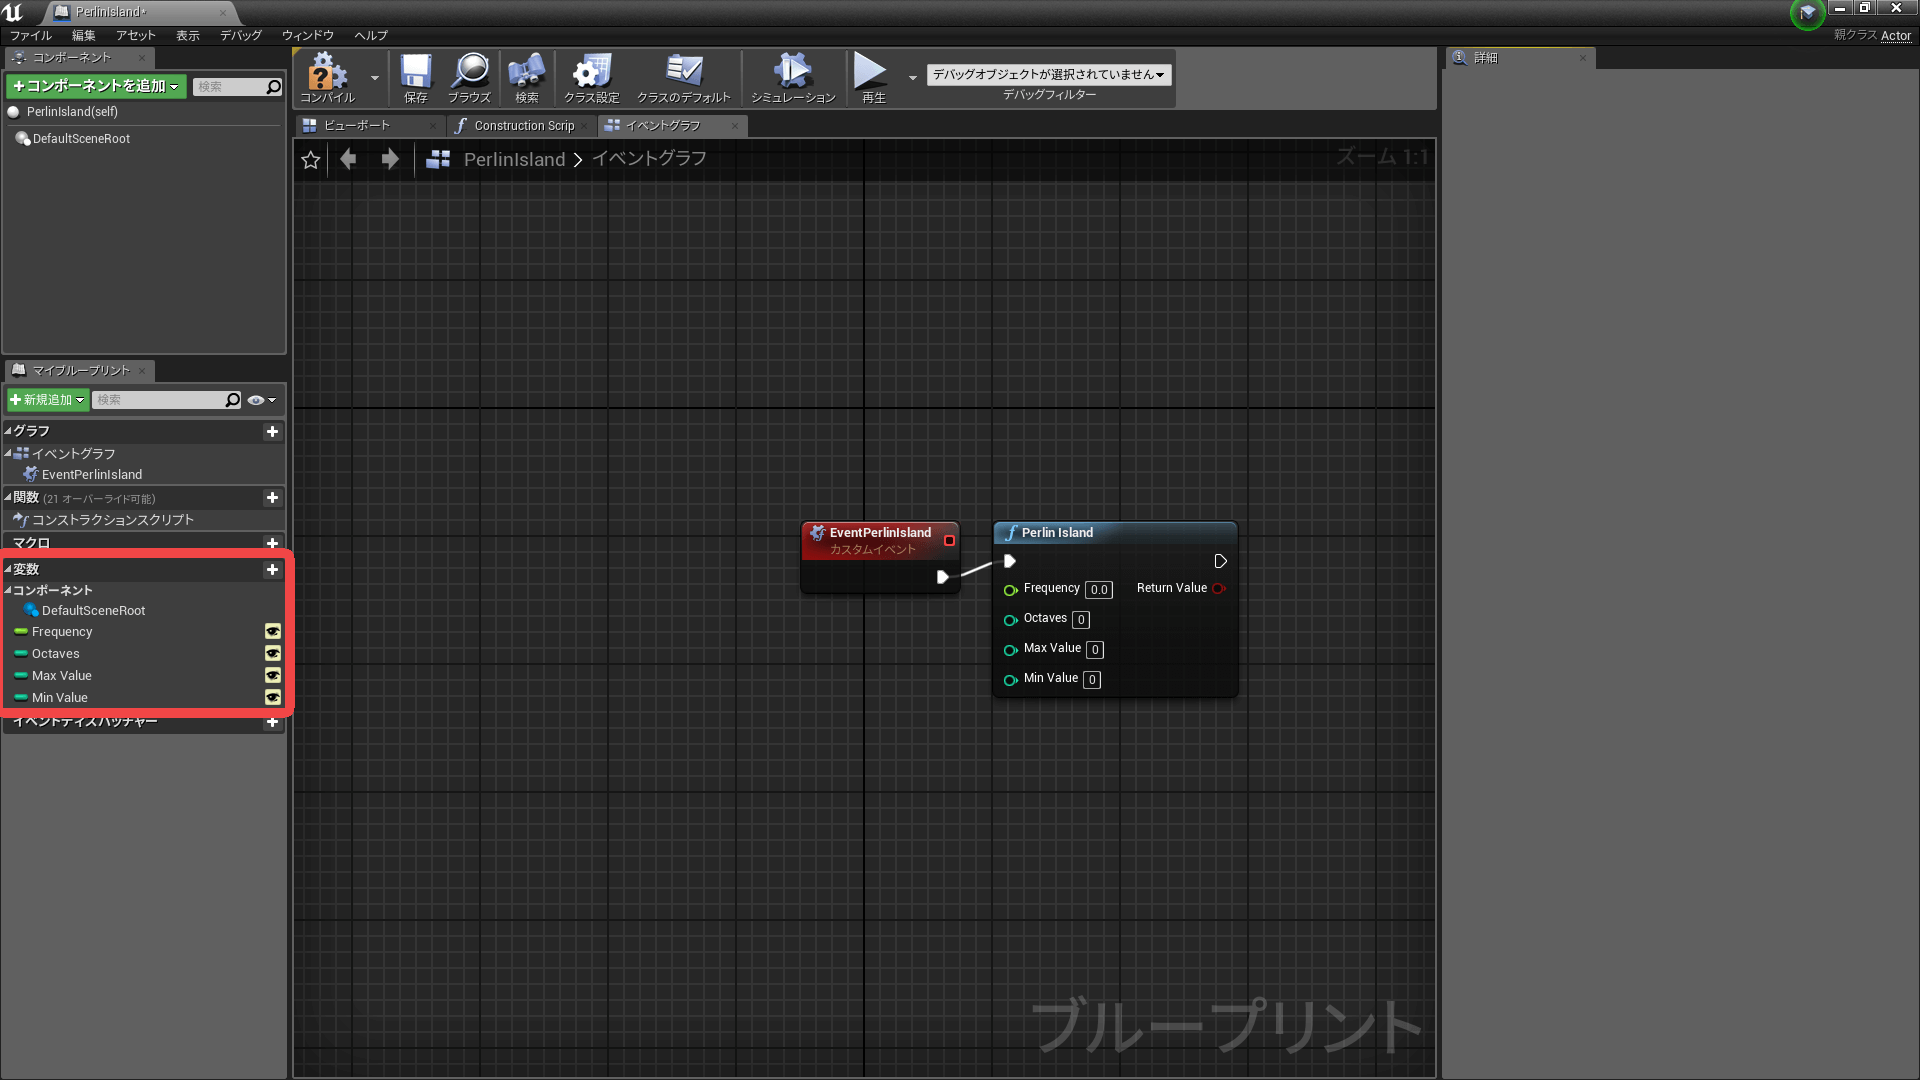 PerlinIsland*
ファイル 編集 アセット 表示 デバッグ ウィンドウ ヘルプ
親クラス Actor
コンポーネント
+コンポーネントを追加
検索
PerlinIsland(self)
DefaultSceneRoot
マイブループリント
+新規追加
検索
グラフ
イベントグラフ
EventPerlinIsland
関数 (21 オーバーライド可能)
コンストラクションスクリプト
マクロ
変数
コンポーネント
DefaultSceneRoot
Frequency
Octaves
Max Value
Min Value
イベントディスパッチャー
コンパイル
保存
ブラウズ
検索
クラス設定
クラスのデフォルト
シミュレーション
再生
デバッグオブジェクトが選択されていません
デバッグフィルター
ビューポート
Construction Scrip
イベントグラフ
PerlinIsland > イベントグラフ
ズーム 1:1
EventPerlinIsland
カスタムイベント
Perlin Island
Frequency 0.0
Return Value
Octaves 0
Max Value 0
Min Value 0
ブループリント
詳細